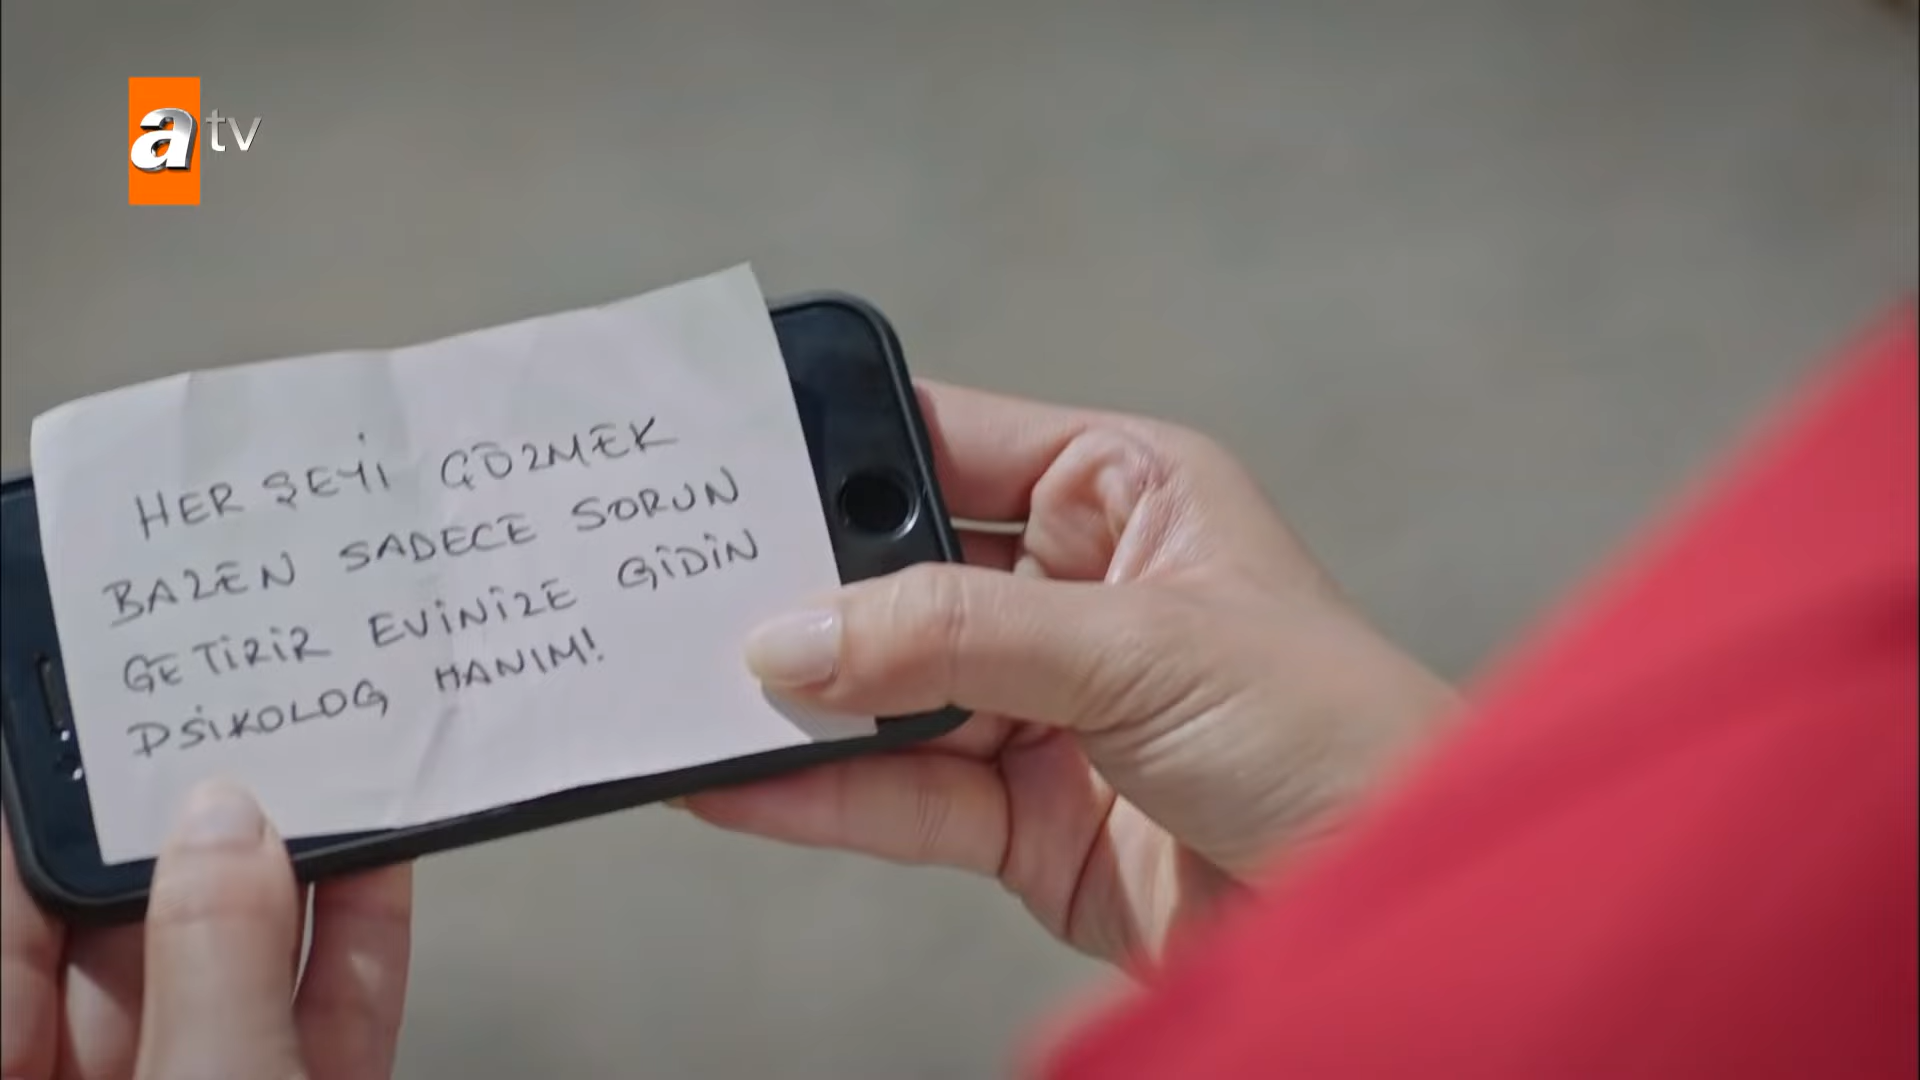 atv
HER ŞEYİ ÇÖZMEK
BAZEN SADECE SORUN
GETİRİR EVİNİZE GİDİN
PSİKOLOG HANIM!